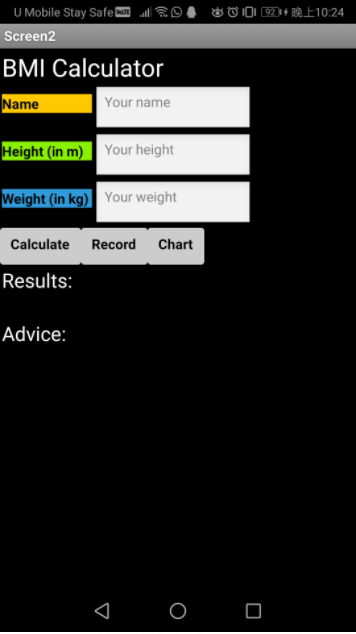 U Mobile Stay Safe VoLTE 92 晚上10:24
Screen2
BMI Calculator
Name Your name
Height (in m) Your height
Weight (in kg) Your weight
Calculate Record Chart
Results:
Advice: